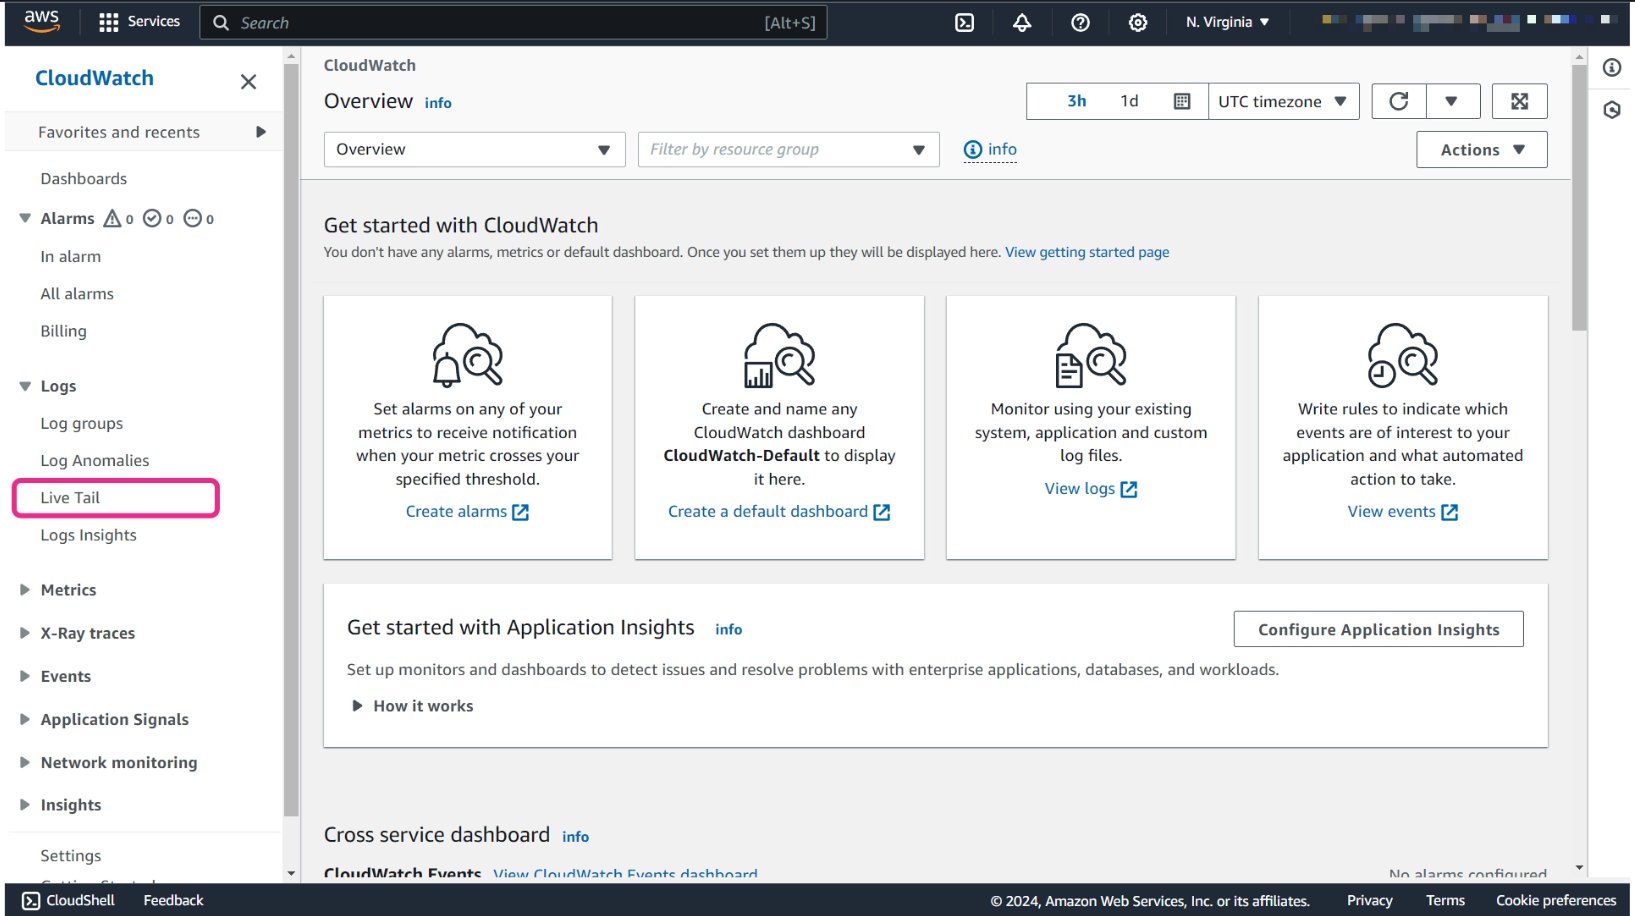 aws Services Search [Alt+S] N. Virginia
CloudWatch
Favorites and recents
Dashboards
Alarms 0 0 0
In alarm
All alarms
Billing
Logs
Log groups
Log Anomalies
Live Tail
Logs Insights
Metrics
X-Ray traces
Events
Application Signals
Network monitoring
Insights
Settings
CloudWatch
Overview info
3h 1d UTC timezone
Overview Filter by resource group info Actions
Get started with CloudWatch
You don't have any alarms, metrics or default dashboard. Once you set them up they will be displayed here. View getting started page
Set alarms on any of your
metrics to receive notification
when your metric crosses your
specified threshold.
Create alarms
Create and name any
CloudWatch dashboard
CloudWatch-Default to display
it here.
Create a default dashboard
Monitor using your existing
system, application and custom
log files.
View logs
Write rules to indicate which
events are of interest to your
application and what automated
action to take.
View events
Get started with Application Insights info Configure Application Insights
Set up monitors and dashboards to detect issues and resolve problems with enterprise applications, databases, and workloads.
How it works
Cross service dashboard info
CloudWatch Events View CloudWatch Events dashboard No alarms configured
CloudShell Feedback © 2024, Amazon Web Services, Inc. or its affiliates. Privacy Terms Cookie preferences